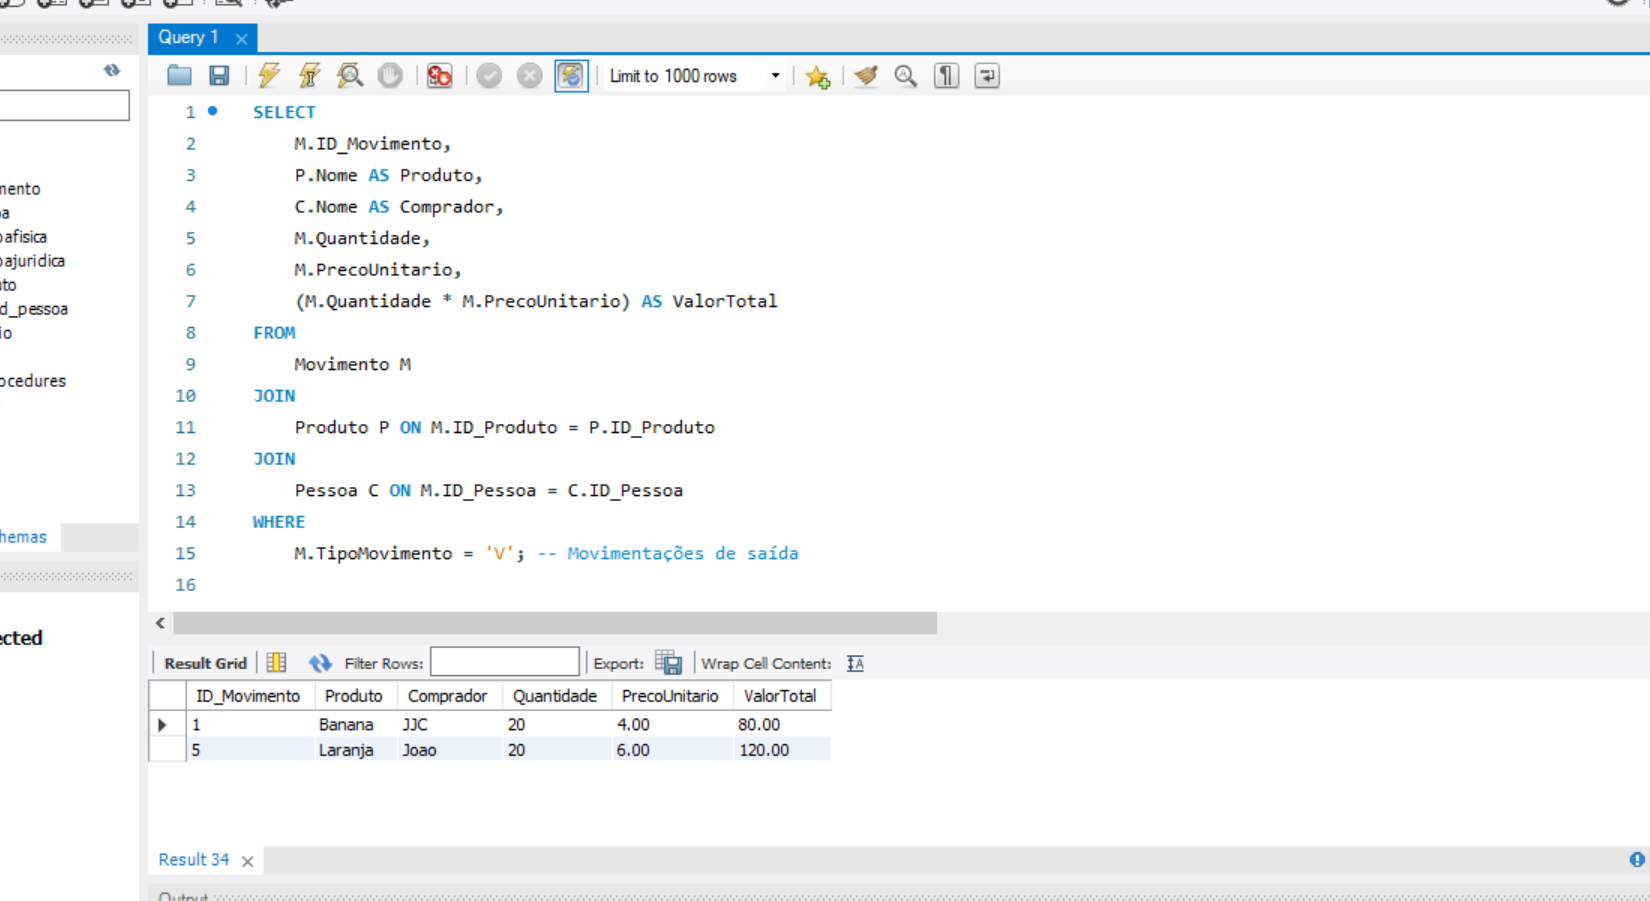 Query 1
Limit to 1000 rows
1 SELECT
2 M.ID_Movimento,
3 P.Nome AS Produto,
4 C.Nome AS Comprador,
5 M.Quantidade,
6 M.PrecoUnitario,
7 (M.Quantidade * M.PrecoUnitario) AS ValorTotal
8 FROM
9 Movimento M
10 JOIN
11 Produto P ON M.ID_Produto = P.ID_Produto
12 JOIN
13 Pessoa C ON M.ID_Pessoa = C.ID_Pessoa
14 WHERE
15 M.TipoMovimento = 'V'; -- Movimentações de saída
16
nento
a
oafisica
oajuridica
uto
d_pessoa
io
ocedures
hemas
ected
Result Grid Filter Rows: Export: Wrap Cell Content:
ID_Movimento Produto Comprador Quantidade PrecoUnitario ValorTotal
1 Banana JJC 20 4.00 80.00
5 Laranja Joao 20 6.00 120.00
Result 34
Output